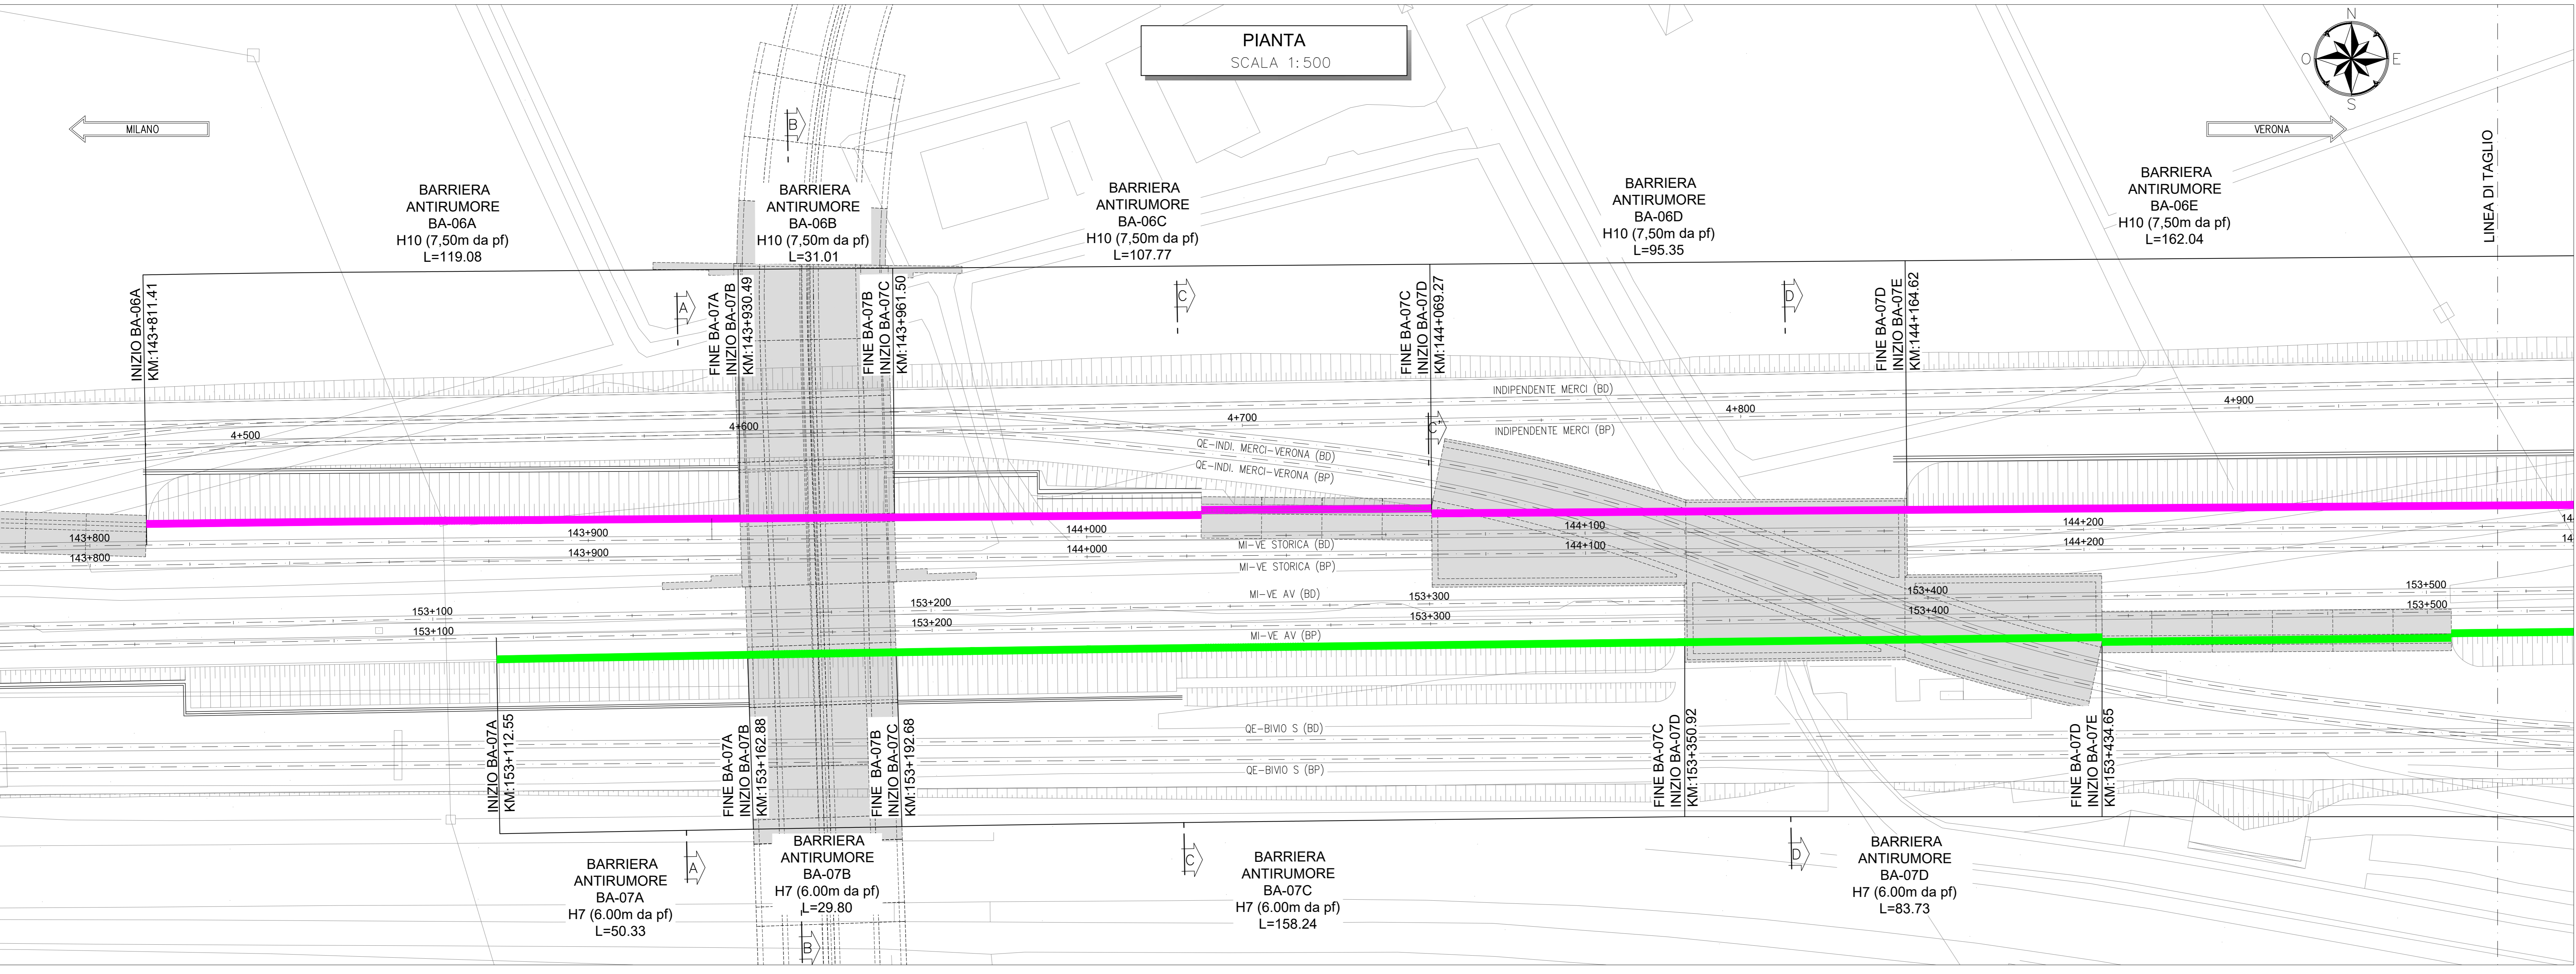 PIANTA
SCALA 1:500
N
O
E
S
MILANO
VERONA
LINEA DI TAGLIO
B
BARRIERA
ANTIRUMORE
BA-06A
H10 (7,50m da pf)
L=119.08
BARRIERA
ANTIRUMORE
BA-06B
H10 (7,50m da pf)
L=31.01
BARRIERA
ANTIRUMORE
BA-06C
H10 (7,50m da pf)
L=107.77
BARRIERA
ANTIRUMORE
BA-06D
H10 (7,50m da pf)
L=95.35
BARRIERA
ANTIRUMORE
BA-06E
H10 (7,50m da pf)
L=162.04
INIZIO BA-06A
KM:143+811.41
A
FINE BA-07A
INIZIO BA-07B
KM:143+930.49
FINE BA-07B
INIZIO BA-07C
KM:143+961.50
C
FINE BA-07C
INIZIO BA-07D
KM:144+069.27
D
FINE BA-07D
INIZIO BA-07E
KM:144+164.62
INDIPENDENTE MERCI (BD)
4+500
4+600
4+700
4+800
4+900
C'
INDIPENDENTE MERCI (BP)
QE-INDI. MERCI-VERONA (BD)
QE-INDI. MERCI-VERONA (BP)
143+800
143+900
144+000
144+100
144+200
14
MI-VE STORICA (BD)
143+800
143+900
144+000
144+100
144+200
14
MI-VE STORICA (BP)
MI-VE AV (BD)
153+100
153+200
153+300
153+400
153+500
153+100
153+200
153+300
153+400
153+500
MI-VE AV (BP)
QE-BIVIO S (BD)
QE-BIVIO S (BP)
INIZIO BA-07A
KM:153+112.55
FINE BA-07A
INIZIO BA-07B
KM:153+162.88
FINE BA-07B
INIZIO BA-07C
KM:153+192.68
FINE BA-07C
INIZIO BA-07D
KM:153+350.92
FINE BA-07D
INIZIO BA-07E
KM:153+434.65
A
C
D
BARRIERA
ANTIRUMORE
BA-07A
H7 (6.00m da pf)
L=50.33
BARRIERA
ANTIRUMORE
BA-07B
H7 (6.00m da pf)
L=29.80
BARRIERA
ANTIRUMORE
BA-07C
H7 (6.00m da pf)
L=158.24
BARRIERA
ANTIRUMORE
BA-07D
H7 (6.00m da pf)
L=83.73
B